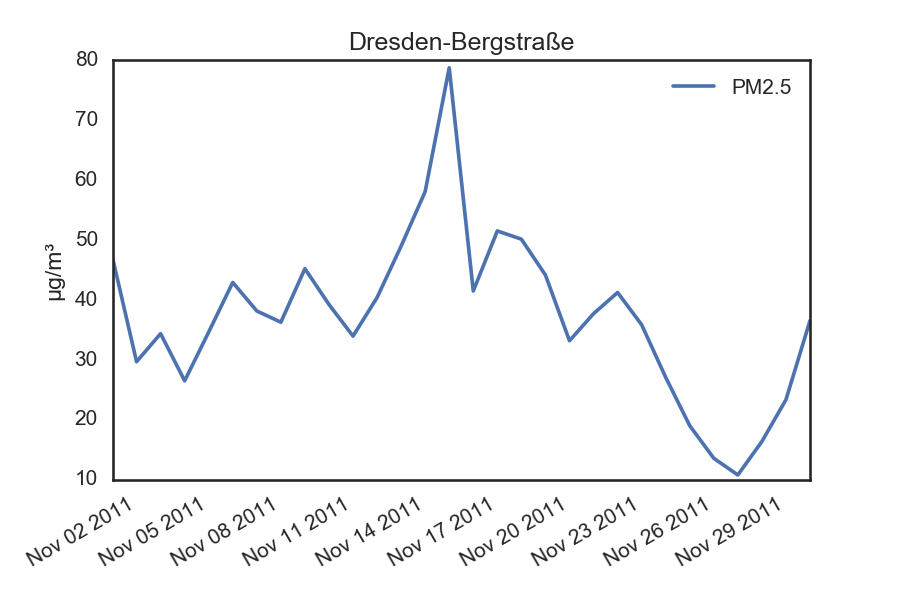 Dresden-Bergstraße
80
70
60
50
40
30
20
10
µg/m³
PM2.5
Nov 02 2011
Nov 05 2011
Nov 08 2011
Nov 11 2011
Nov 14 2011
Nov 17 2011
Nov 20 2011
Nov 23 2011
Nov 26 2011
Nov 29 2011